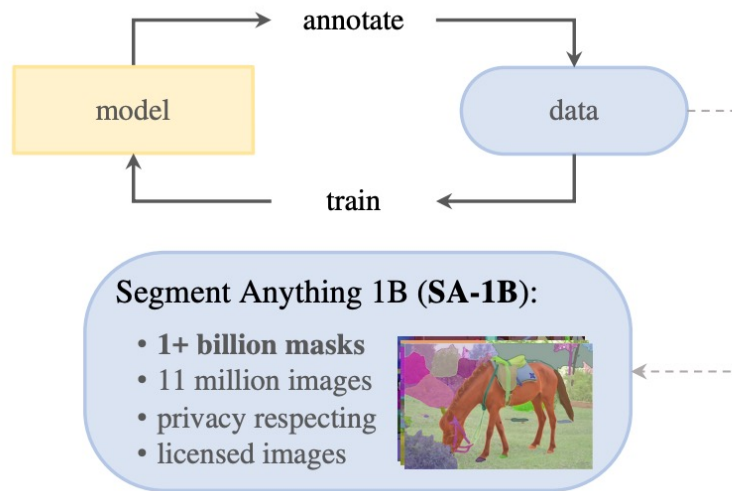 annotate
model
data
train
Segment Anything 1B (SA-1B):
• 1+ billion masks
• 11 million images
• privacy respecting
• licensed images